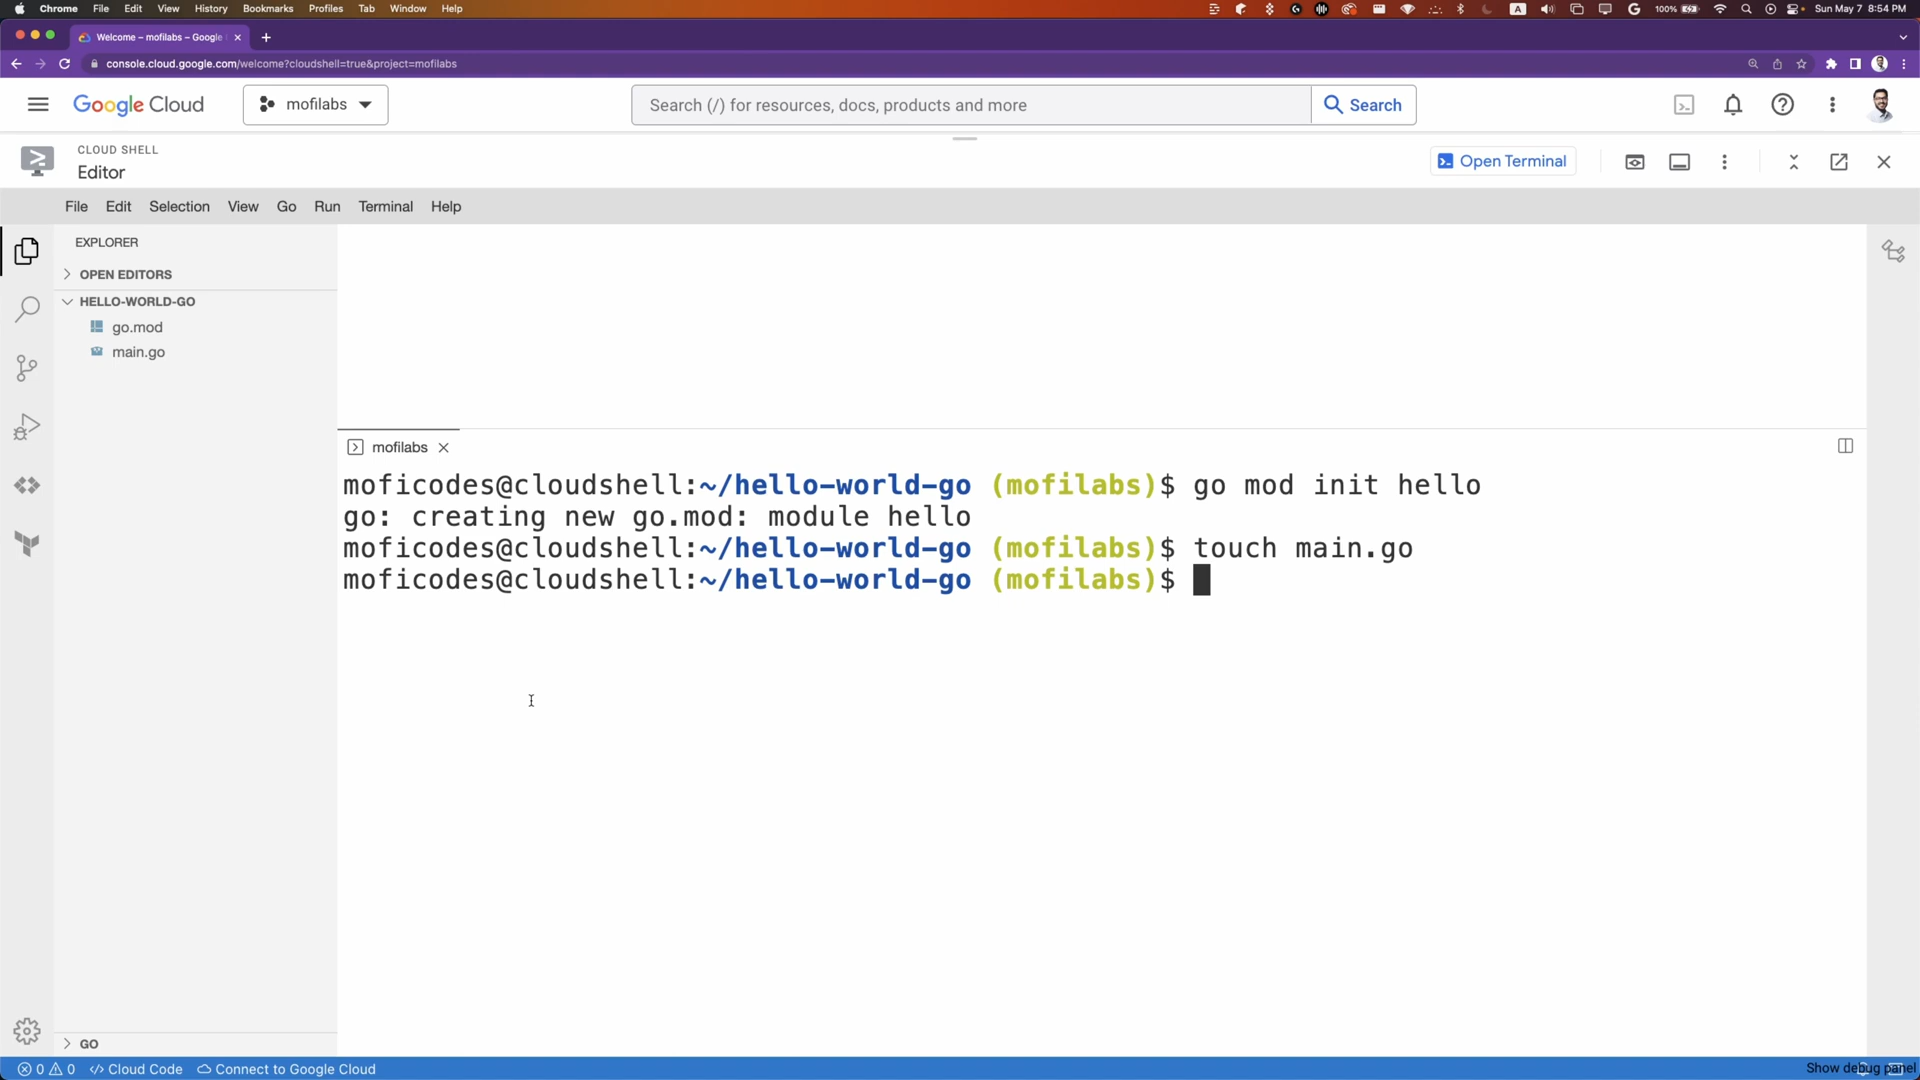 Chrome File Edit View History Bookmarks Profiles Tab Window Help
100%
Sun May 7 8:54 PM
Welcome – mofilabs – Google
console.cloud.google.com/welcome?cloudshell=true&project=mofilabs
Google Cloud
mofilabs
Search (/) for resources, docs, products and more
Search
CLOUD SHELL
Editor
Open Terminal
File Edit Selection View Go Run Terminal Help
EXPLORER
OPEN EDITORS
HELLO-WORLD-GO
go.mod
main.go
mofilabs
moficodes@cloudshell:~/hello-world-go (mofilabs)$ go mod init hello
go: creating new go.mod: module hello
moficodes@cloudshell:~/hello-world-go (mofilabs)$ touch main.go
moficodes@cloudshell:~/hello-world-go (mofilabs)$
GO
0 0 Cloud Code Connect to Google Cloud
Show debug panel